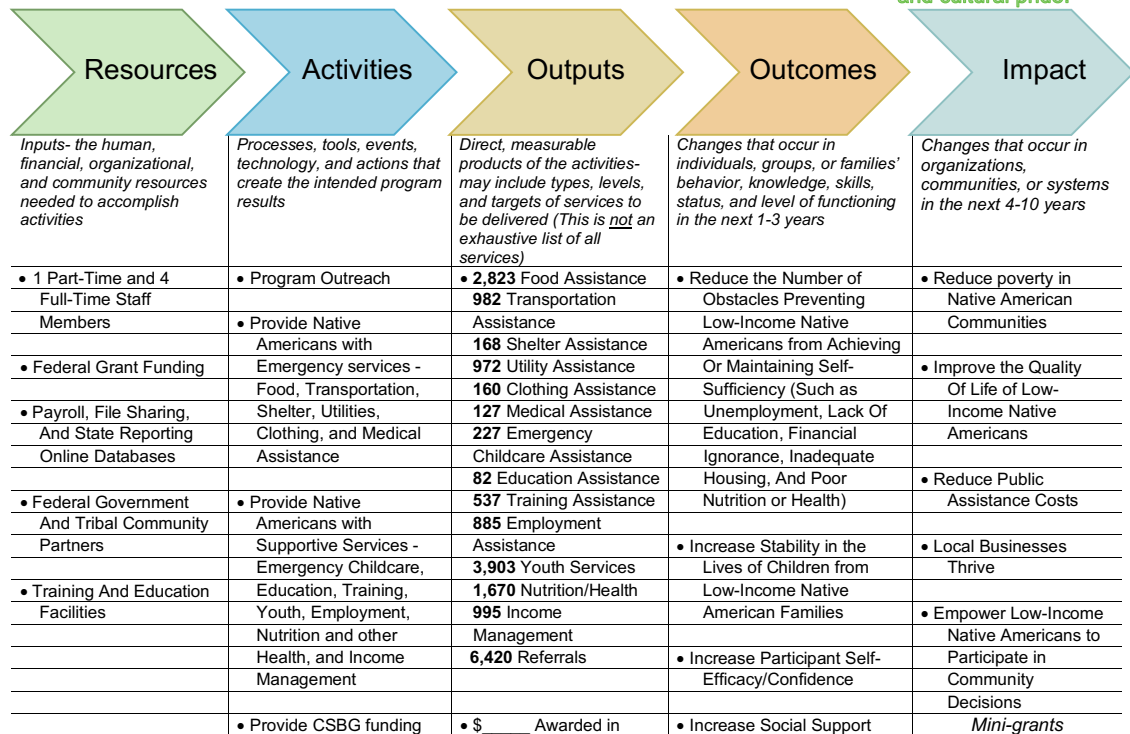 and cultural pride.
Resources
Activities
Outputs
Outcomes
Impact
Inputs- the human,
financial, organizational,
and community resources
needed to accomplish
activities
Processes, tools, events,
technology, and actions that
create the intended program
results
Direct, measurable
products of the activities-
may include types, levels,
and targets of services to
be delivered (This is not an
exhaustive list of all
services)
Changes that occur in
individuals, groups, or families'
behavior, knowledge, skills,
status, and level of functioning
in the next 1-3 years
Changes that occur in
organizations,
communities, or systems
in the next 4-10 years
• 1 Part-Time and 4
Full-Time Staff
Members
• Federal Grant Funding
• Payroll, File Sharing,
And State Reporting
Online Databases
• Federal Government
And Tribal Community
Partners
• Training And Education
Facilities
• Program Outreach
• Provide Native
Americans with
Emergency services -
Food, Transportation,
Shelter, Utilities,
Clothing, and Medical
Assistance
• Provide Native
Americans with
Supportive Services -
Emergency Childcare,
Education, Training,
Youth, Employment,
Nutrition and other
Health, and Income
Management
• Provide CSBG funding
• 2,823 Food Assistance
982 Transportation
Assistance
168 Shelter Assistance
972 Utility Assistance
160 Clothing Assistance
127 Medical Assistance
227 Emergency
Childcare Assistance
82 Education Assistance
537 Training Assistance
885 Employment
Assistance
3,903 Youth Services
1,670 Nutrition/Health
995 Income
Management
6,420 Referrals
• $_____ Awarded in
• Reduce the Number of
Obstacles Preventing
Low-Income Native
Americans from Achieving
Or Maintaining Self-
Sufficiency (Such as
Unemployment, Lack Of
Education, Financial
Ignorance, Inadequate
Housing, And Poor
Nutrition or Health)
• Increase Stability in the
Lives of Children from
Low-Income Native
American Families
• Increase Participant Self-
Efficacy/Confidence
• Increase Social Support
• Reduce poverty in
Native American
Communities
• Improve the Quality
Of Life of Low-
Income Native
Americans
• Reduce Public
Assistance Costs
• Local Businesses
Thrive
• Empower Low-Income
Native Americans to
Participate in
Community
Decisions
Mini-grants